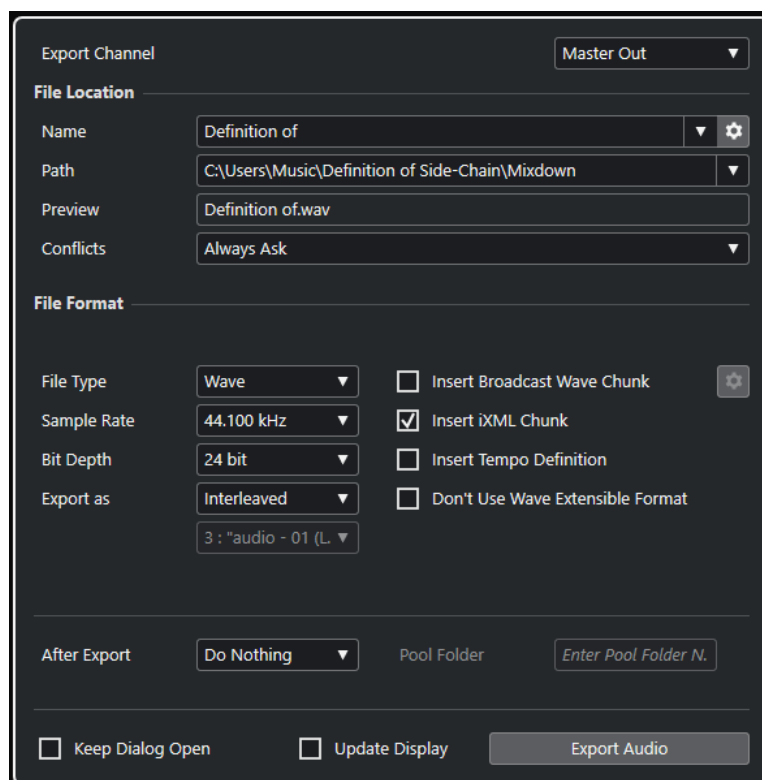 Export Channel Master Out
File Location
Name Definition of
Path C:\Users\Music\Definition of Side-Chain\Mixdown
Preview Definition of.wav
Conflicts Always Ask
File Format
File Type Wave Insert Broadcast Wave Chunk
Sample Rate 44.100 kHz Insert iXML Chunk
Bit Depth 24 bit Insert Tempo Definition
Export as Interleaved Don't Use Wave Extensible Format
3 : "audio - 01 (L.
After Export Do Nothing Pool Folder Enter Pool Folder N.
Keep Dialog Open Update Display Export Audio